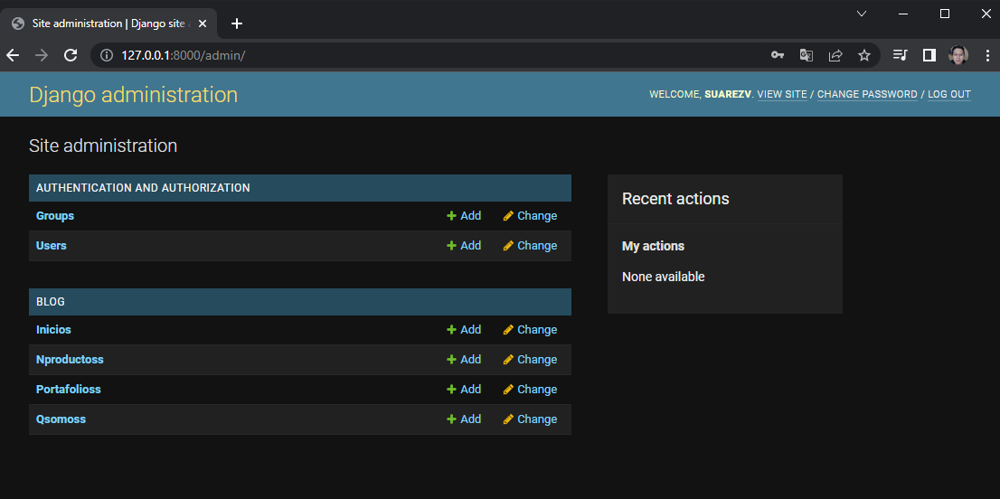 Site administration | Django site a
127.0.0.1:8000/admin/
Django administration
WELCOME, SUAREZV. VIEW SITE / CHANGE PASSWORD / LOG OUT
Site administration
AUTHENTICATION AND AUTHORIZATION
Groups Add Change
Users Add Change
BLOG
Inicios Add Change
Nproductoss Add Change
Portafolioss Add Change
Qsomoss Add Change
Recent actions
My actions
None available